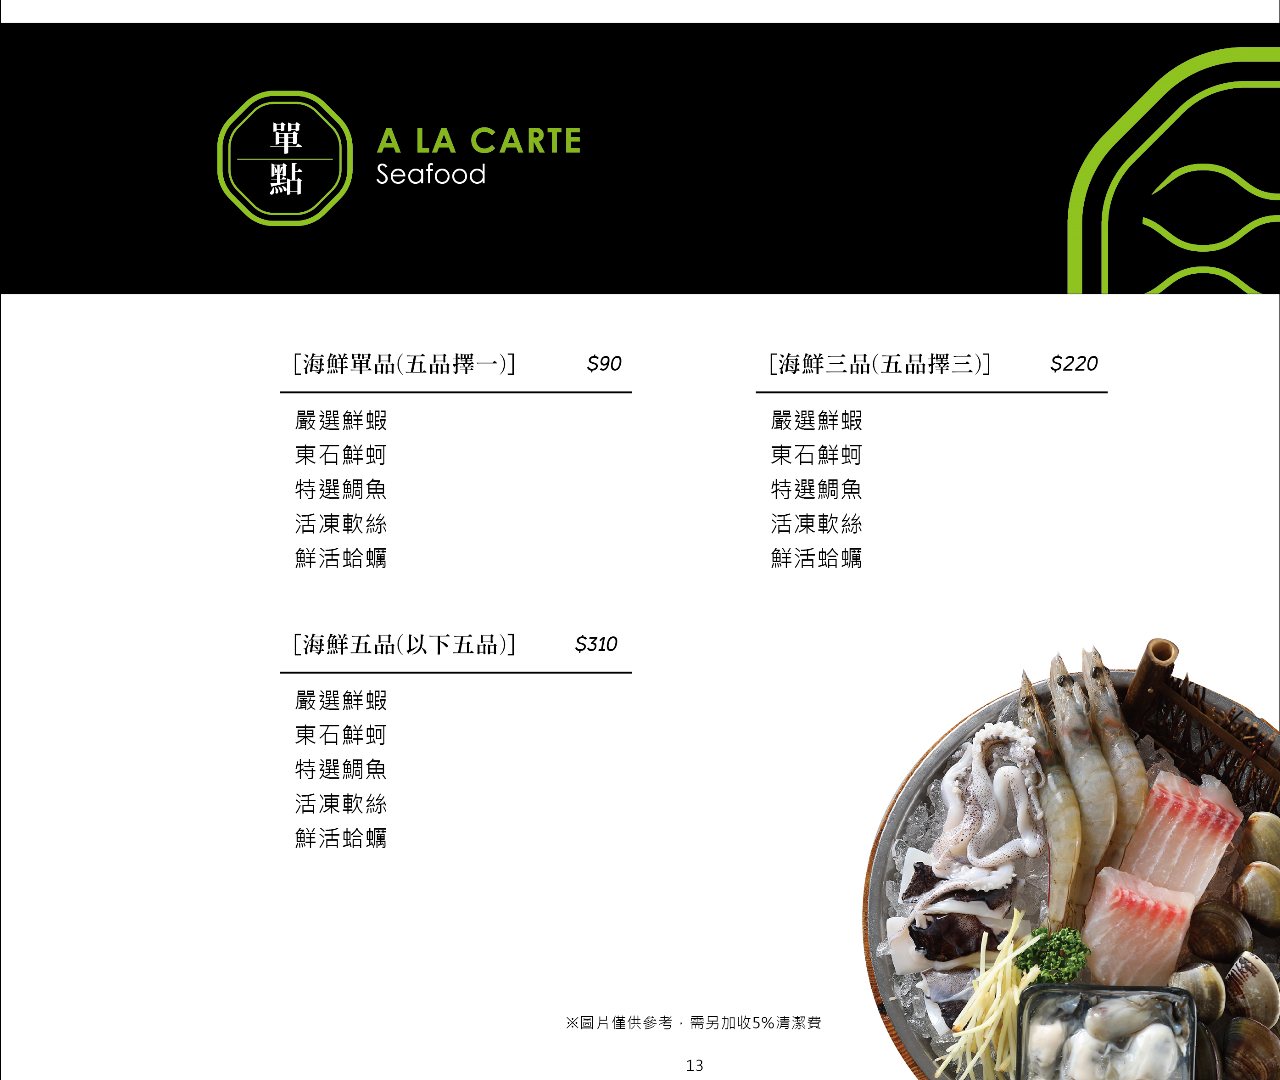 單
點
A LA CARTE
Seafood
[海鮮單品(五品擇一)] $90
嚴選鮮蝦
東石鮮蚵
特選鯛魚
活凍軟絲
鮮活蛤蠣
[海鮮三品(五品擇三)] $220
嚴選鮮蝦
東石鮮蚵
特選鯛魚
活凍軟絲
鮮活蛤蠣
[海鮮五品(以下五品)] $310
嚴選鮮蝦
東石鮮蚵
特選鯛魚
活凍軟絲
鮮活蛤蠣
※圖片僅供參考，需另加收5%清潔費
13